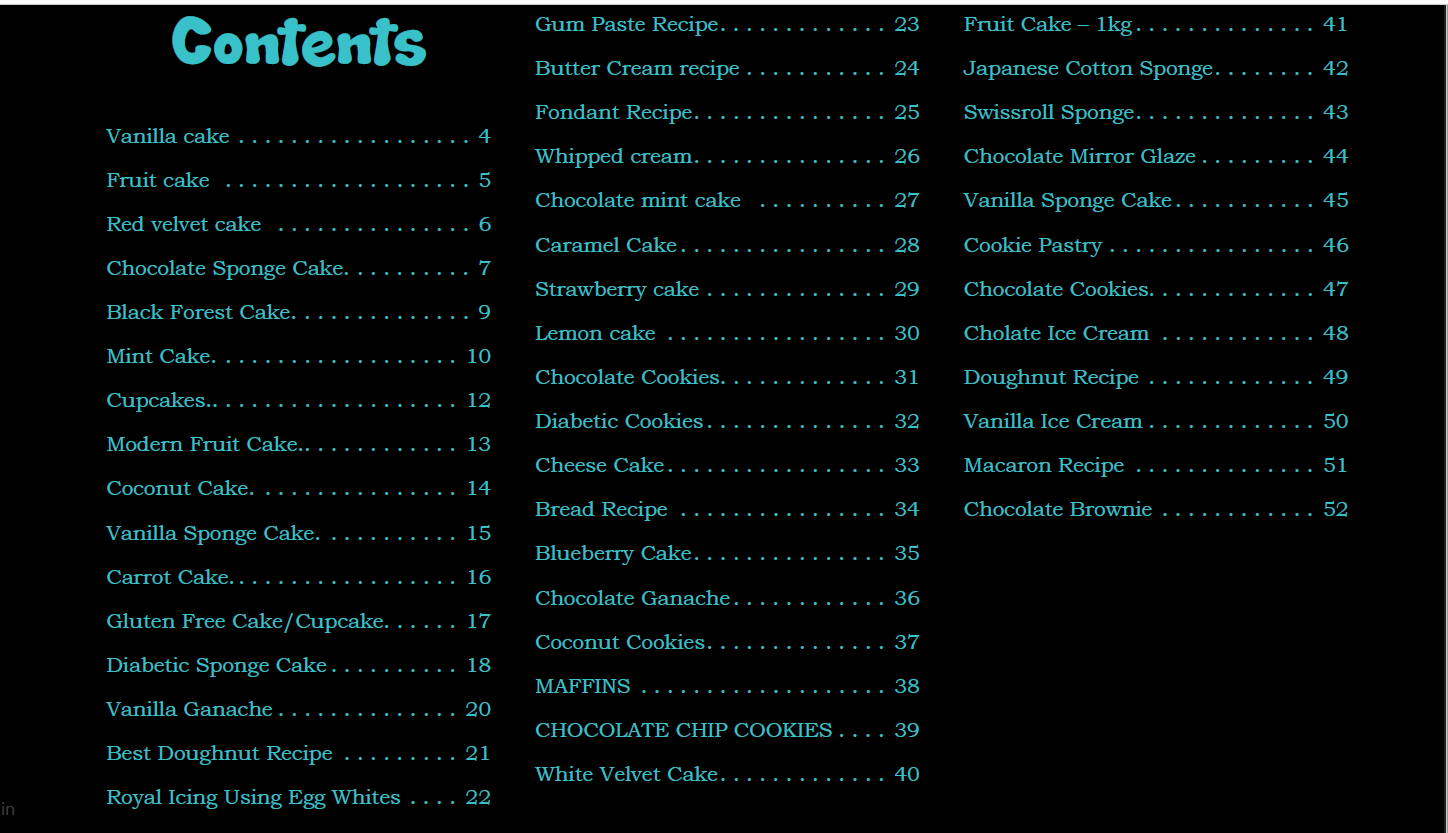 Contents
Vanilla cake . . . . . . . . . . . . . . . . . 4
Fruit cake . . . . . . . . . . . . . . . . . . . 5
Red velvet cake . . . . . . . . . . . . . . . 6
Chocolate Sponge Cake. . . . . . . . . . 7
Black Forest Cake. . . . . . . . . . . . . . 9
Mint Cake. . . . . . . . . . . . . . . . . . . 10
Cupcakes.. . . . . . . . . . . . . . . . . . . 12
Modern Fruit Cake.. . . . . . . . . . . . 13
Coconut Cake. . . . . . . . . . . . . . . . 14
Vanilla Sponge Cake. . . . . . . . . . . 15
Carrot Cake. . . . . . . . . . . . . . . . . . 16
Gluten Free Cake/Cupcake. . . . . . 17
Diabetic Sponge Cake . . . . . . . . . . 18
Vanilla Ganache . . . . . . . . . . . . . . 20
Best Doughnut Recipe . . . . . . . . . 21
Royal Icing Using Egg Whites . . . . 22
Gum Paste Recipe. . . . . . . . . . . . . 23
Butter Cream recipe . . . . . . . . . . . 24
Fondant Recipe. . . . . . . . . . . . . . . 25
Whipped cream. . . . . . . . . . . . . . . 26
Chocolate mint cake . . . . . . . . . . 27
Caramel Cake . . . . . . . . . . . . . . . . 28
Strawberry cake . . . . . . . . . . . . . . 29
Lemon cake . . . . . . . . . . . . . . . . . 30
Chocolate Cookies. . . . . . . . . . . . . 31
Diabetic Cookies . . . . . . . . . . . . . . 32
Cheese Cake . . . . . . . . . . . . . . . . . 33
Bread Recipe . . . . . . . . . . . . . . . . 34
Blueberry Cake. . . . . . . . . . . . . . . 35
Chocolate Ganache . . . . . . . . . . . . 36
Coconut Cookies. . . . . . . . . . . . . . 37
MAFFINS . . . . . . . . . . . . . . . . . . . 38
CHOCOLATE CHIP COOKIES . . . . 39
White Velvet Cake. . . . . . . . . . . . . 40
Fruit Cake – 1kg . . . . . . . . . . . . . . 41
Japanese Cotton Sponge. . . . . . . . 42
Swissroll Sponge. . . . . . . . . . . . . . 43
Chocolate Mirror Glaze . . . . . . . . . 44
Vanilla Sponge Cake . . . . . . . . . . . 45
Cookie Pastry . . . . . . . . . . . . . . . . 46
Chocolate Cookies. . . . . . . . . . . . . 47
Cholate Ice Cream . . . . . . . . . . . . 48
Doughnut Recipe . . . . . . . . . . . . . 49
Vanilla Ice Cream . . . . . . . . . . . . . 50
Macaron Recipe . . . . . . . . . . . . . . 51
Chocolate Brownie . . . . . . . . . . . . 52
in